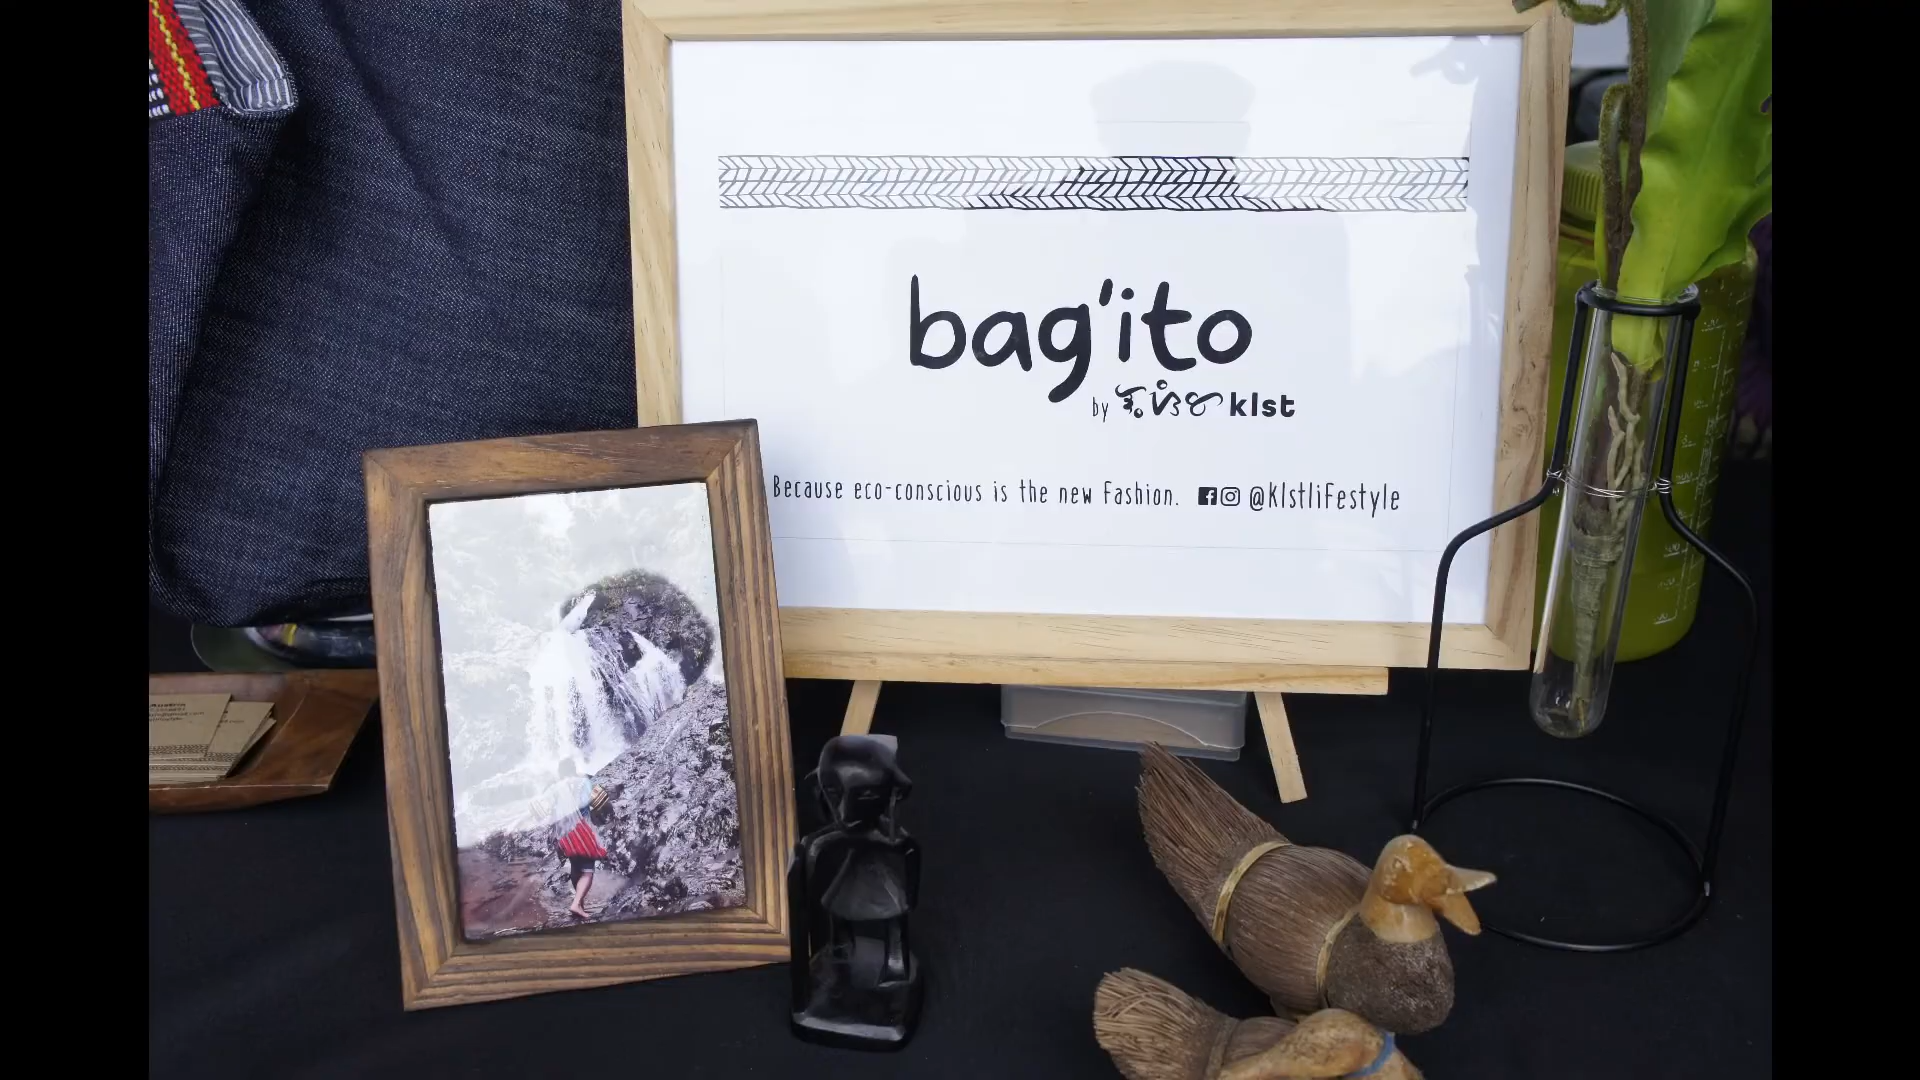 bag'ito
by klst
Because eco-conscious is the new Fashion. @klstlifestyle